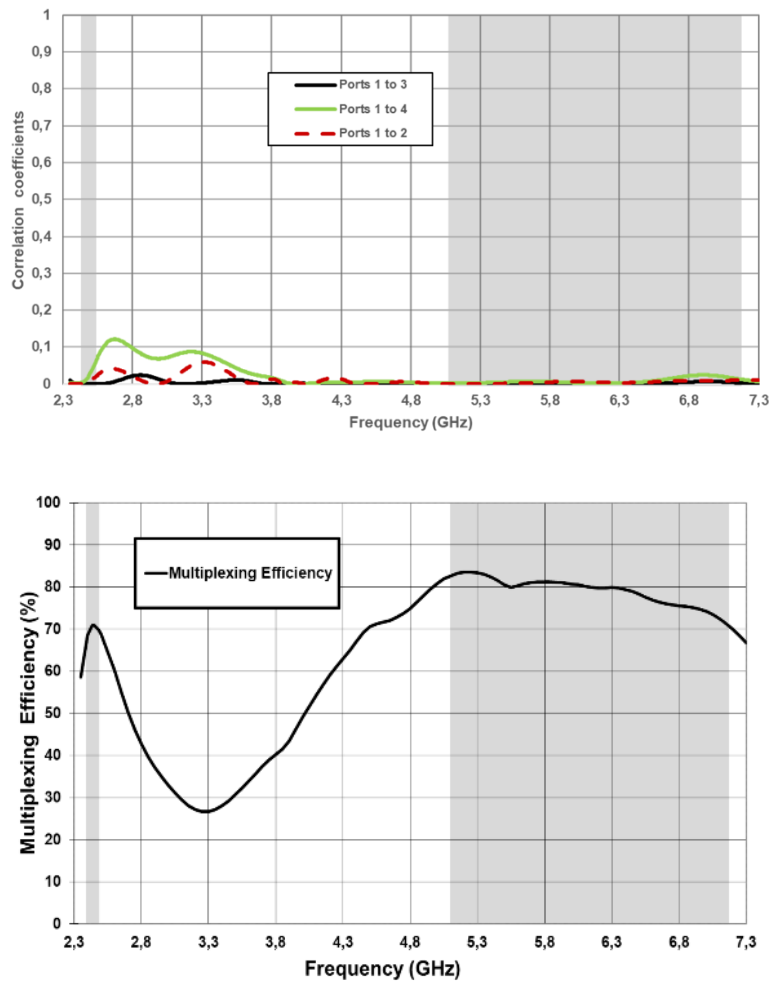 1
0,9
0,8
0,7
0,6
0,5
0,4
0,3
0,2
0,1
0
Correlation coefficients
Ports 1 to 3
Ports 1 to 4
Ports 1 to 2
2,3 2,8 3,3 3,8 4,3 4,8 5,3 5,8 6,3 6,8 7,3
Frequency (GHz)
100
90
80
70
60
50
40
30
20
10
0
Multiplexing Efficiency (%)
Multiplexing Efficiency
2,3 2,8 3,3 3,8 4,3 4,8 5,3 5,8 6,3 6,8 7,3
Frequency (GHz)